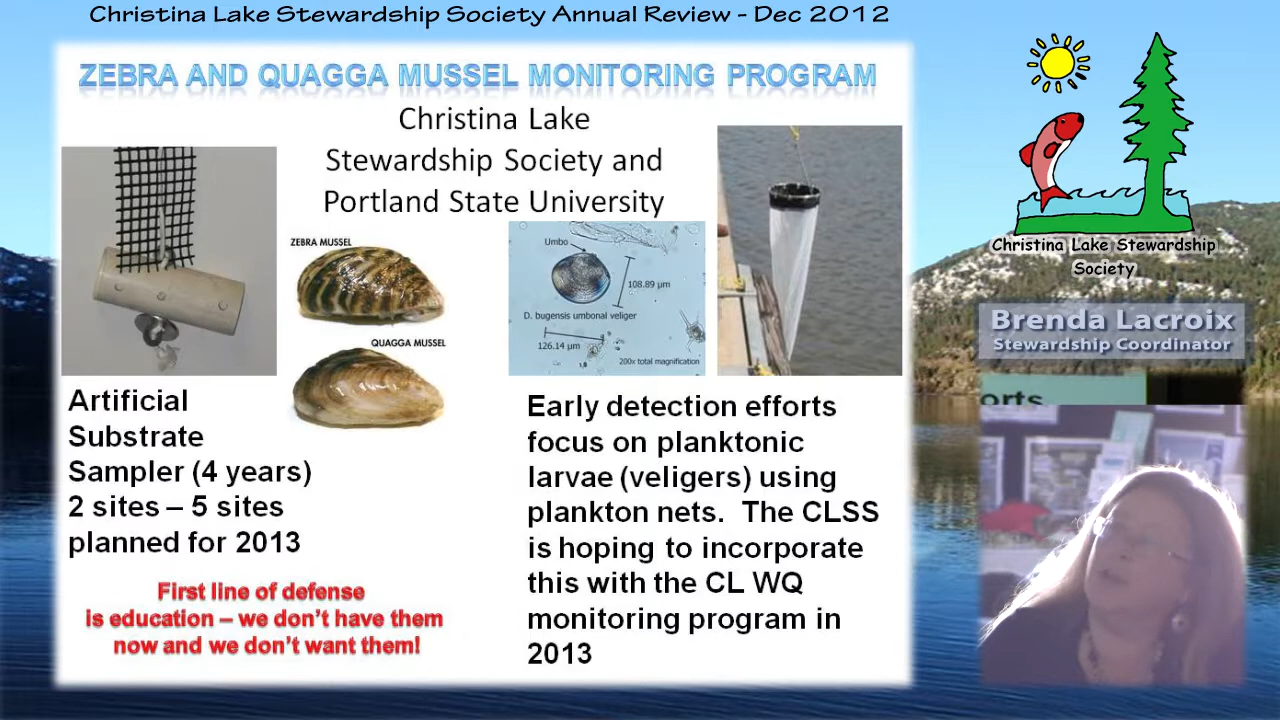 Christina Lake Stewardship Society Annual Review - Dec 2012
ZEBRA AND QUAGGA MUSSEL MONITORING PROGRAM
Christina Lake
Stewardship Society and
Portland State University
ZEBRA MUSSEL
QUAGGA MUSSEL
Umbo
108.89 µm
D. bugensis umbonal veliger
126.14 µm
200x total magnification
Artificial
Substrate
Sampler (4 years)
2 sites – 5 sites
planned for 2013
First line of defense
is education – we don't have them
now and we don't want them!
Early detection efforts
focus on planktonic
larvae (veligers) using
plankton nets.  The CLSS
is hoping to incorporate
this with the CL WQ
monitoring program in
2013
Christina Lake Stewardship
Society
Brenda Lacroix
Stewardship Coordinator
orts